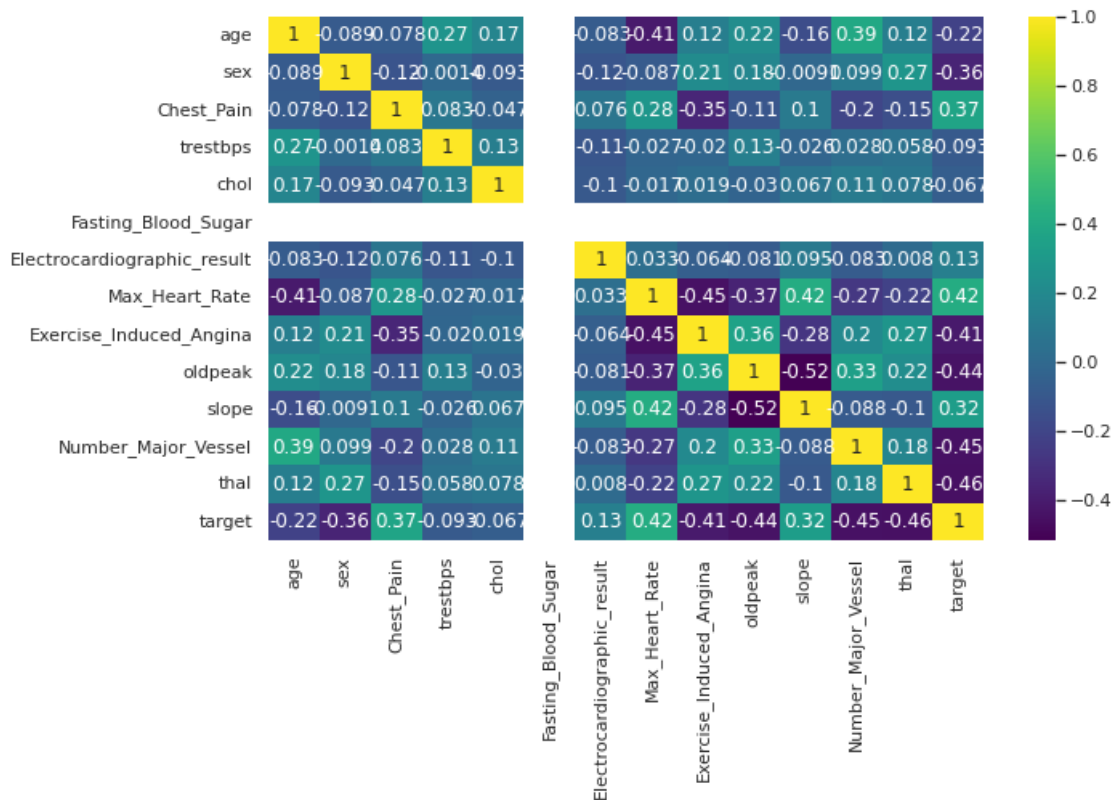 age 1 -0.089 -0.078 0.27 0.17 -0.083 -0.41 0.12 0.22 -0.16 0.39 0.12 -0.22 1.0
sex -0.089 1 -0.12 -0.0014 -0.093 -0.12 -0.087 0.21 0.18 -0.0091 0.099 0.27 -0.36
Chest_Pain -0.078 -0.12 1 0.083 -0.047 0.076 0.28 -0.35 -0.11 0.1 -0.2 -0.15 0.37 0.8
trestbps 0.27 -0.0014 0.083 1 0.13 -0.11 -0.027 -0.02 0.13 -0.026 0.028 0.058 -0.093
chol 0.17 -0.093 -0.047 0.13 1 -0.1 -0.017 0.019 -0.03 0.067 0.11 0.078 -0.067 0.6
Fasting_Blood_Sugar 0.4
Electrocardiographic_result -0.083 -0.12 0.076 -0.11 -0.1 1 0.033 -0.064 -0.081 0.095 -0.083 0.008 0.13
Max_Heart_Rate -0.41 -0.087 0.28 -0.027 -0.017 0.033 1 -0.45 -0.37 0.42 -0.27 -0.22 0.42 0.2
Exercise_Induced_Angina 0.12 0.21 -0.35 -0.02 0.019 -0.064 -0.45 1 0.36 -0.28 0.2 0.27 -0.41
oldpeak 0.22 0.18 -0.11 0.13 -0.03 -0.081 -0.37 0.36 1 -0.52 0.33 0.22 -0.44 0.0
slope -0.16 -0.0091 0.1 -0.026 0.067 0.095 0.42 -0.28 -0.52 1 -0.088 -0.1 0.32
Number_Major_Vessel 0.39 0.099 -0.2 0.028 0.11 -0.083 -0.27 0.2 0.33 -0.088 1 0.18 -0.45 −0.2
thal 0.12 0.27 -0.15 0.058 0.078 0.008 -0.22 0.27 0.22 -0.1 0.18 1 -0.46 −0.4
target -0.22 -0.36 0.37 -0.093 -0.067 0.13 0.42 -0.41 -0.44 0.32 -0.45 -0.46 1
age
sex
Chest_Pain
trestbps
chol
Fasting_Blood_Sugar
Electrocardiographic_result
Max_Heart_Rate
Exercise_Induced_Angina
oldpeak
slope
Number_Major_Vessel
thal
target